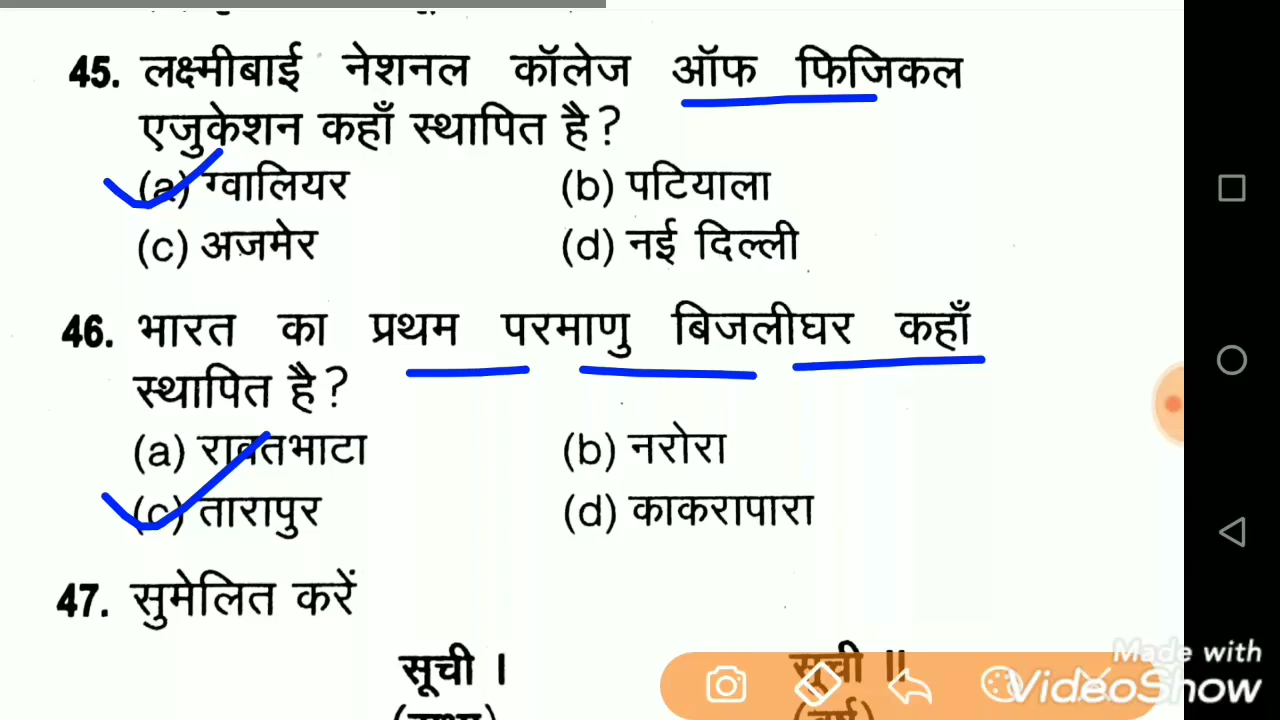 45. लक्ष्मीबाई नेशनल कॉलेज ऑफ फिजिकल
एजुकेशन कहाँ स्थापित है?
(a) ग्वालियर (b) पटियाला
(c) अजमेर (d) नई दिल्ली
46. भारत का प्रथम परमाणु बिजलीघर कहाँ
स्थापित है?
(a) रावतभाटा (b) नरोरा
(c) तारापुर (d) काकरापारा
47. सुमेलित करें
सूची I सूची II
Made with
VideoShow